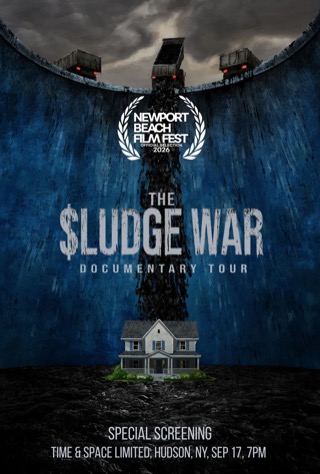 NEWPORT
BEACH
FILM FEST
OFFICIAL SELECTION
2026
THE
$LUDGE WAR
DOCUMENTARY TOUR
SPECIAL SCREENING
TIME & SPACE LIMITED, HUDSON, NY, SEP 17, 7PM